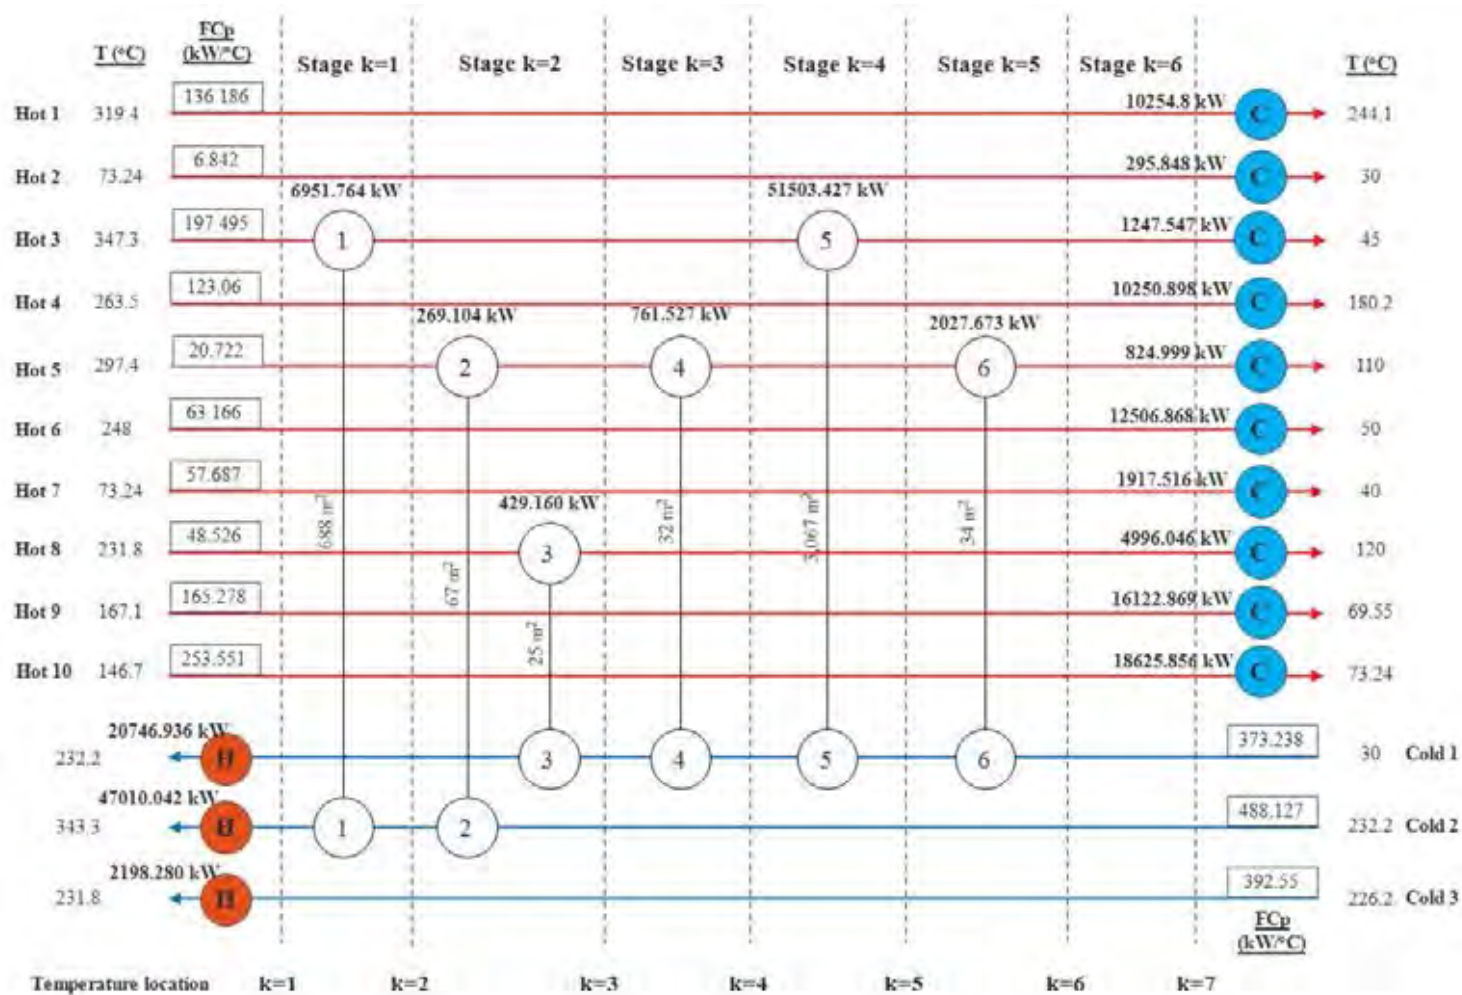 FCp
T (°C) (kW/°C) Stage k=1 Stage k=2 Stage k=3 Stage k=4 Stage k=5 Stage k=6 T (°C)
136.186
Hot 1 319.4 10254.8 kW C 244.1
6.842
Hot 2 73.24 295.848 kW C 30
6951.764 kW 51503.427 kW
197.495
Hot 3 347.3 1 5 1247.547 kW C 45
123.06
Hot 4 263.5 10250.898 kW C 180.2
269.104 kW 761.527 kW 2027.673 kW
20.722
Hot 5 297.4 2 4 6 824.999 kW C 110
63.166
Hot 6 248 12506.868 kW C 50
57.687
Hot 7 73.24 1917.516 kW C 40
688 m² 429.160 kW 32 m² 34 m²
48.526
Hot 8 231.8 3 4996.046 kW C 120
67 m²
165.278
Hot 9 167.1 16122.869 kW C 69.55
25 m²
253.551
Hot 10 146.7 18625.856 kW C 73.24
20746.936 kW
232.2 H 3 4 5 6 373.238 30 Cold 1
47010.042 kW
343.3 H 1 2 488.127 232.2 Cold 2
2198.280 kW
231.8 H 392.55 226.2 Cold 3
FCp
(kW/°C)
Temperature location k=1 k=2 k=3 k=4 k=5 k=6 k=7